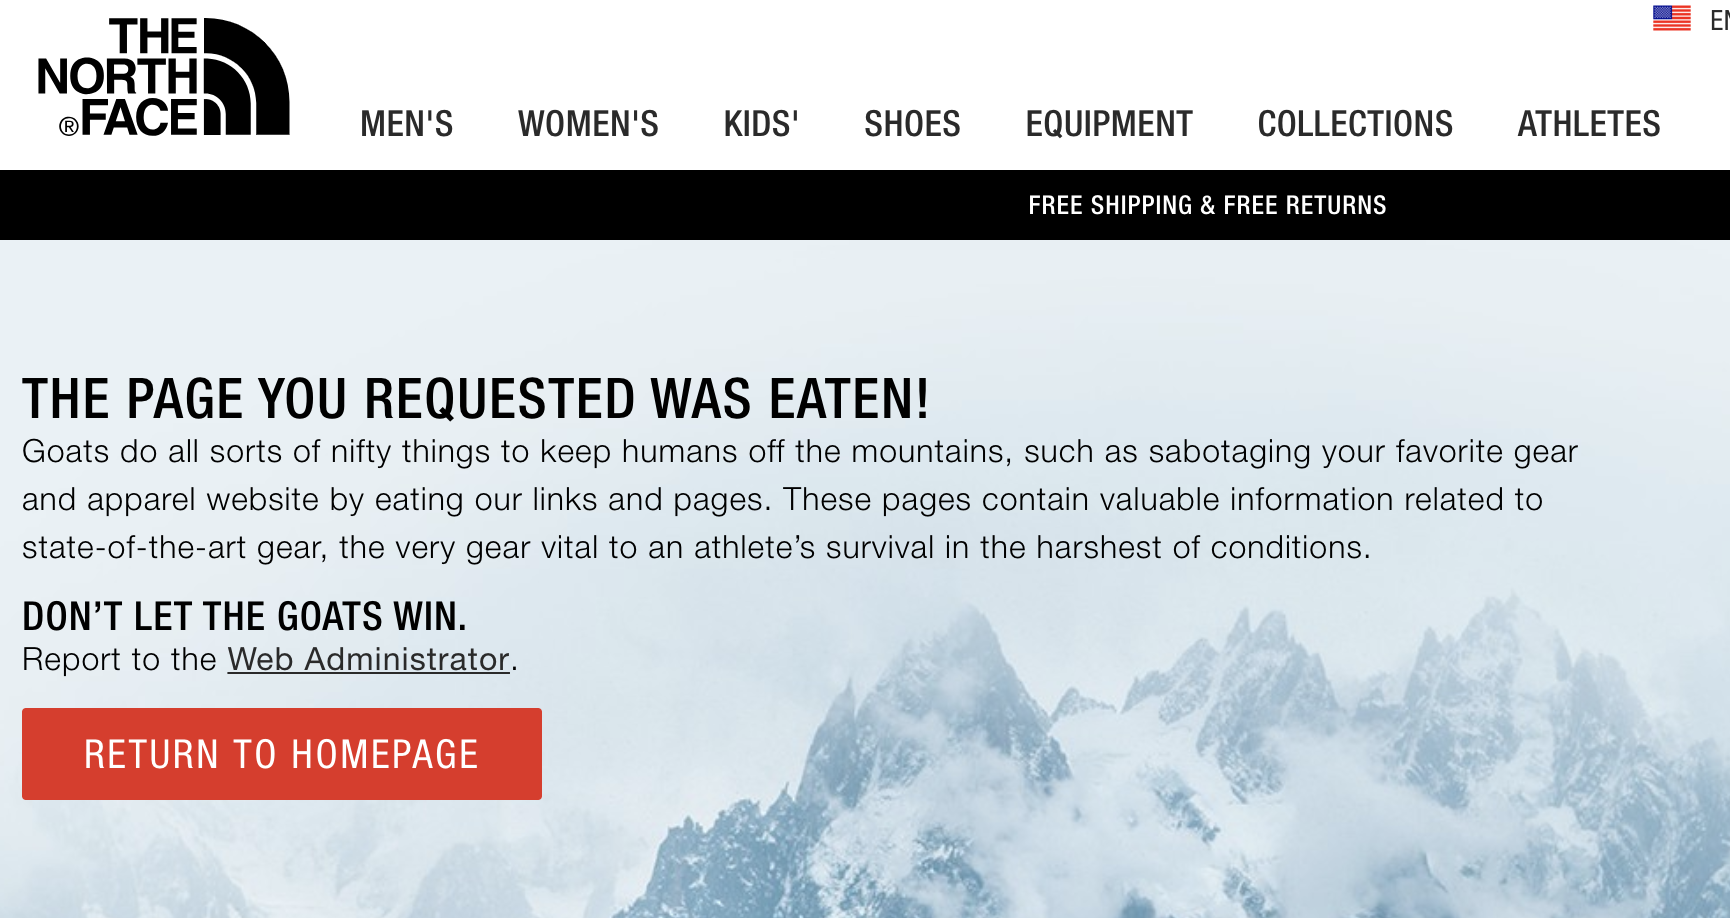 THE
NORTH
®FACE
MEN'S WOMEN'S KIDS' SHOES EQUIPMENT COLLECTIONS ATHLETES
FREE SHIPPING & FREE RETURNS
THE PAGE YOU REQUESTED WAS EATEN!
Goats do all sorts of nifty things to keep humans off the mountains, such as sabotaging your favorite gear
and apparel website by eating our links and pages. These pages contain valuable information related to
state-of-the-art gear, the very gear vital to an athlete’s survival in the harshest of conditions.
DON’T LET THE GOATS WIN.
Report to the Web Administrator.
RETURN TO HOMEPAGE